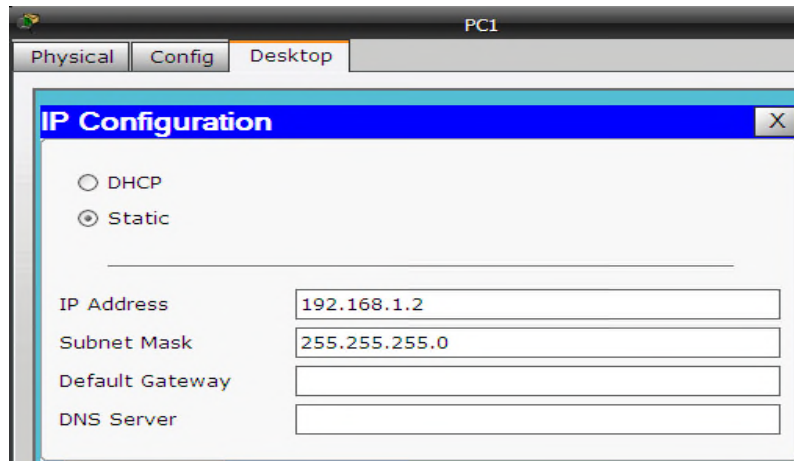 PC1
Physical Config Desktop
IP Configuration X
DHCP
Static
IP Address 192.168.1.2
Subnet Mask 255.255.255.0
Default Gateway
DNS Server